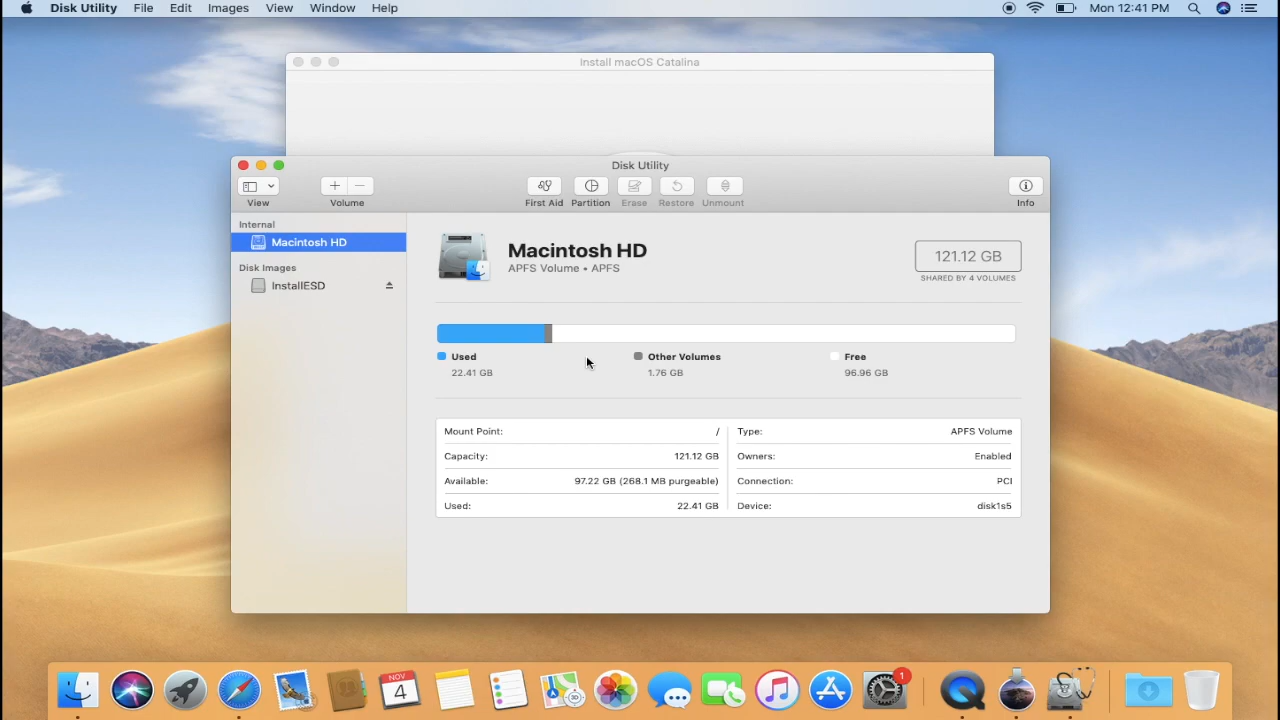 Disk Utility File Edit Images View Window Help Mon 12:41 PM
Install macOS Catalina
Disk Utility
View Volume First Aid Partition Erase Restore Unmount Info
Internal
Macintosh HD
Disk Images
InstallESD
Macintosh HD
APFS Volume • APFS
121.12 GB
SHARED BY 4 VOLUMES
Used
22.41 GB
Other Volumes
1.76 GB
Free
96.96 GB
Mount Point: /
Capacity: 121.12 GB
Available: 97.22 GB (268.1 MB purgeable)
Used: 22.41 GB
Type: APFS Volume
Owners: Enabled
Connection: PCI
Device: disk1s5
NOV
4
3D
1